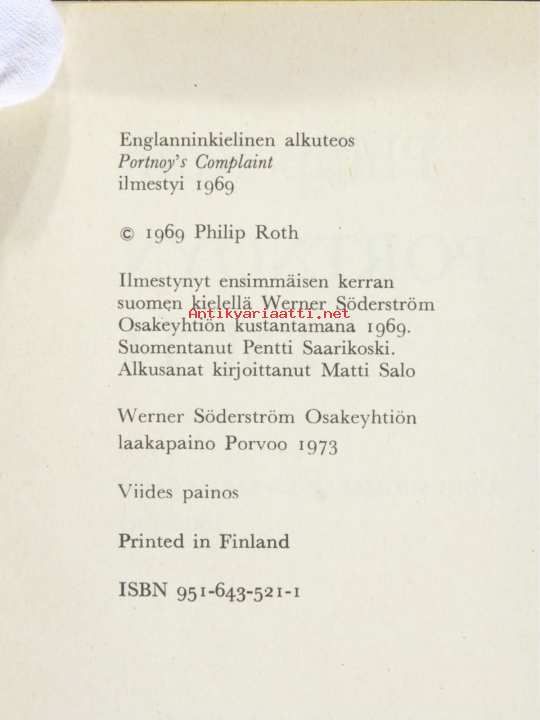 Englanninkielinen alkuteos
Portnoy's Complaint
ilmestyi 1969
© 1969 Philip Roth
Ilmestynyt ensimmäisen kerran
suomen kielellä Werner Söderström
Antikvariaatti.net
Osakeyhtiön kustantamana 1969.
Suomentanut Pentti Saarikoski.
Alkusanat kirjoittanut Matti Salo
Werner Söderström Osakeyhtiön
laakapaino Porvoo 1973
Viides painos
Printed in Finland
ISBN 951-643-521-1